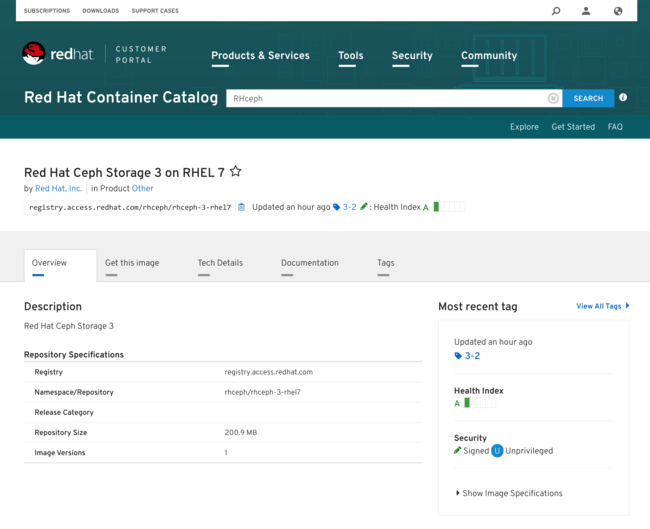 SUBSCRIPTIONS DOWNLOADS SUPPORT CASES
redhat. CUSTOMER PORTAL
Products & Services Tools Security Community
Red Hat Container Catalog RHceph SEARCH
Explore Get Started FAQ
Red Hat Ceph Storage 3 on RHEL 7
by Red Hat, Inc. in Product Other
registry.access.redhat.com/rhceph/rhceph-3-rhel7 Updated an hour ago 3-2 : Health Index A
Overview Get this image Tech Details Documentation Tags
Description
Red Hat Ceph Storage 3
Repository Specifications
Registry registry.access.redhat.com
Namespace/Repository rhceph/rhceph-3-rhel7
Release Category
Repository Size 200.9 MB
Image Versions 1
Most recent tag View All Tags
Updated an hour ago
3-2
Health Index
A
Security
Signed U Unprivileged
Show Image Specifications